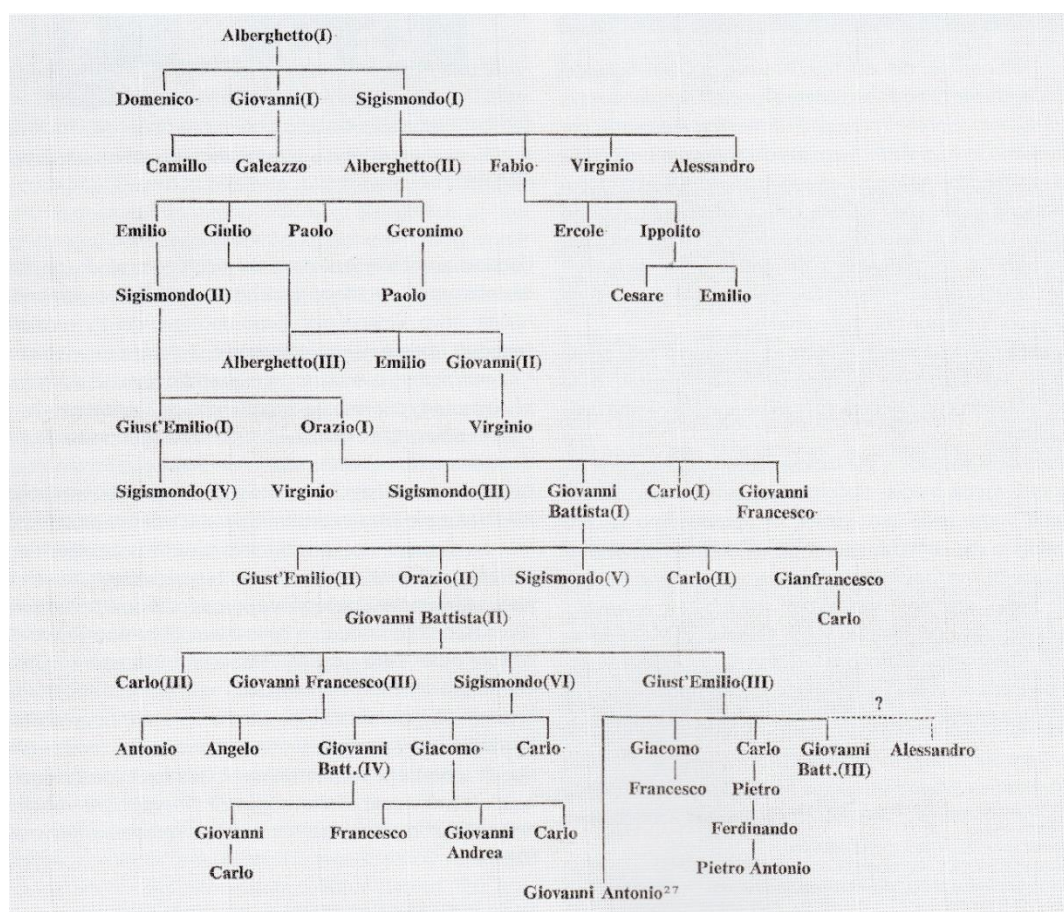 Alberghetto(I)
Domenico Giovanni(I) Sigismondo(I)
Camillo Galeazzo Alberghetto(II) Fabio Virginio Alessandro
Emilio Giulio Paolo Geronimo Ercole Ippolito
Sigismondo(II) Paolo Cesare Emilio
Alberghetto(III) Emilio Giovanni(II)
Giust'Emilio(I) Orazio(I) Virginio
Sigismondo(IV) Virginio Sigismondo(III) Giovanni Carlo(I) Giovanni
Battista(I) Francesco
Giust'Emilio(II) Orazio(II) Sigismondo(V) Carlo(II) Gianfrancesco
Giovanni Battista(II) Carlo
Carlo(III) Giovanni Francesco(III) Sigismondo(VI) Giust'Emilio(III)
?
Antonio Angelo Giovanni Giacomo Carlo Giacomo Carlo Giovanni Alessandro
Batt.(IV) Batt.(III)
Francesco Pietro
Giovanni Francesco Giovanni Carlo Ferdinando
Andrea
Carlo Pietro Antonio
Giovanni Antonio²⁷